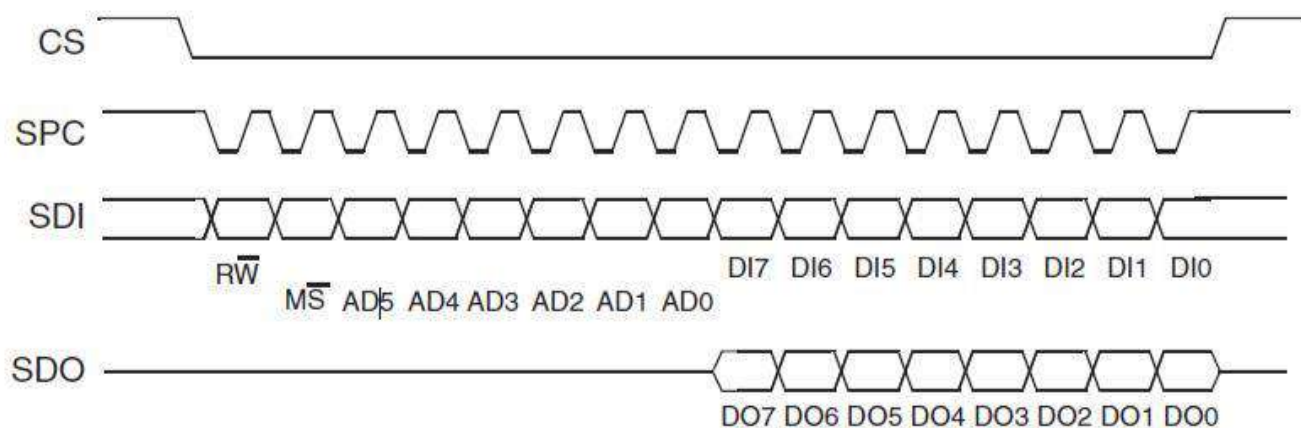 CS
SPC
SDI
RW̅ DI7 DI6 DI5 DI4 DI3 DI2 DI1 DI0
MS̅ AD5 AD4 AD3 AD2 AD1 AD0
SDO
DO7 DO6 DO5 DO4 DO3 DO2 DO1 DO0